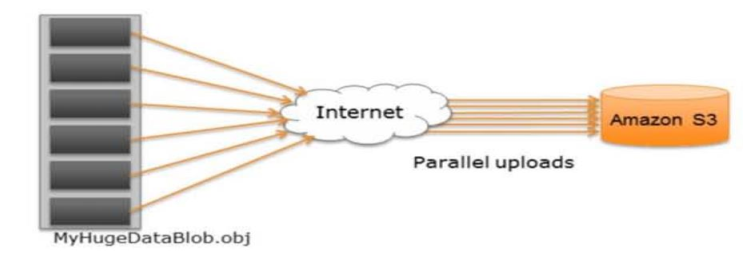 Internet
Amazon S3
Parallel uploads
MyHugeDataBlob.obj